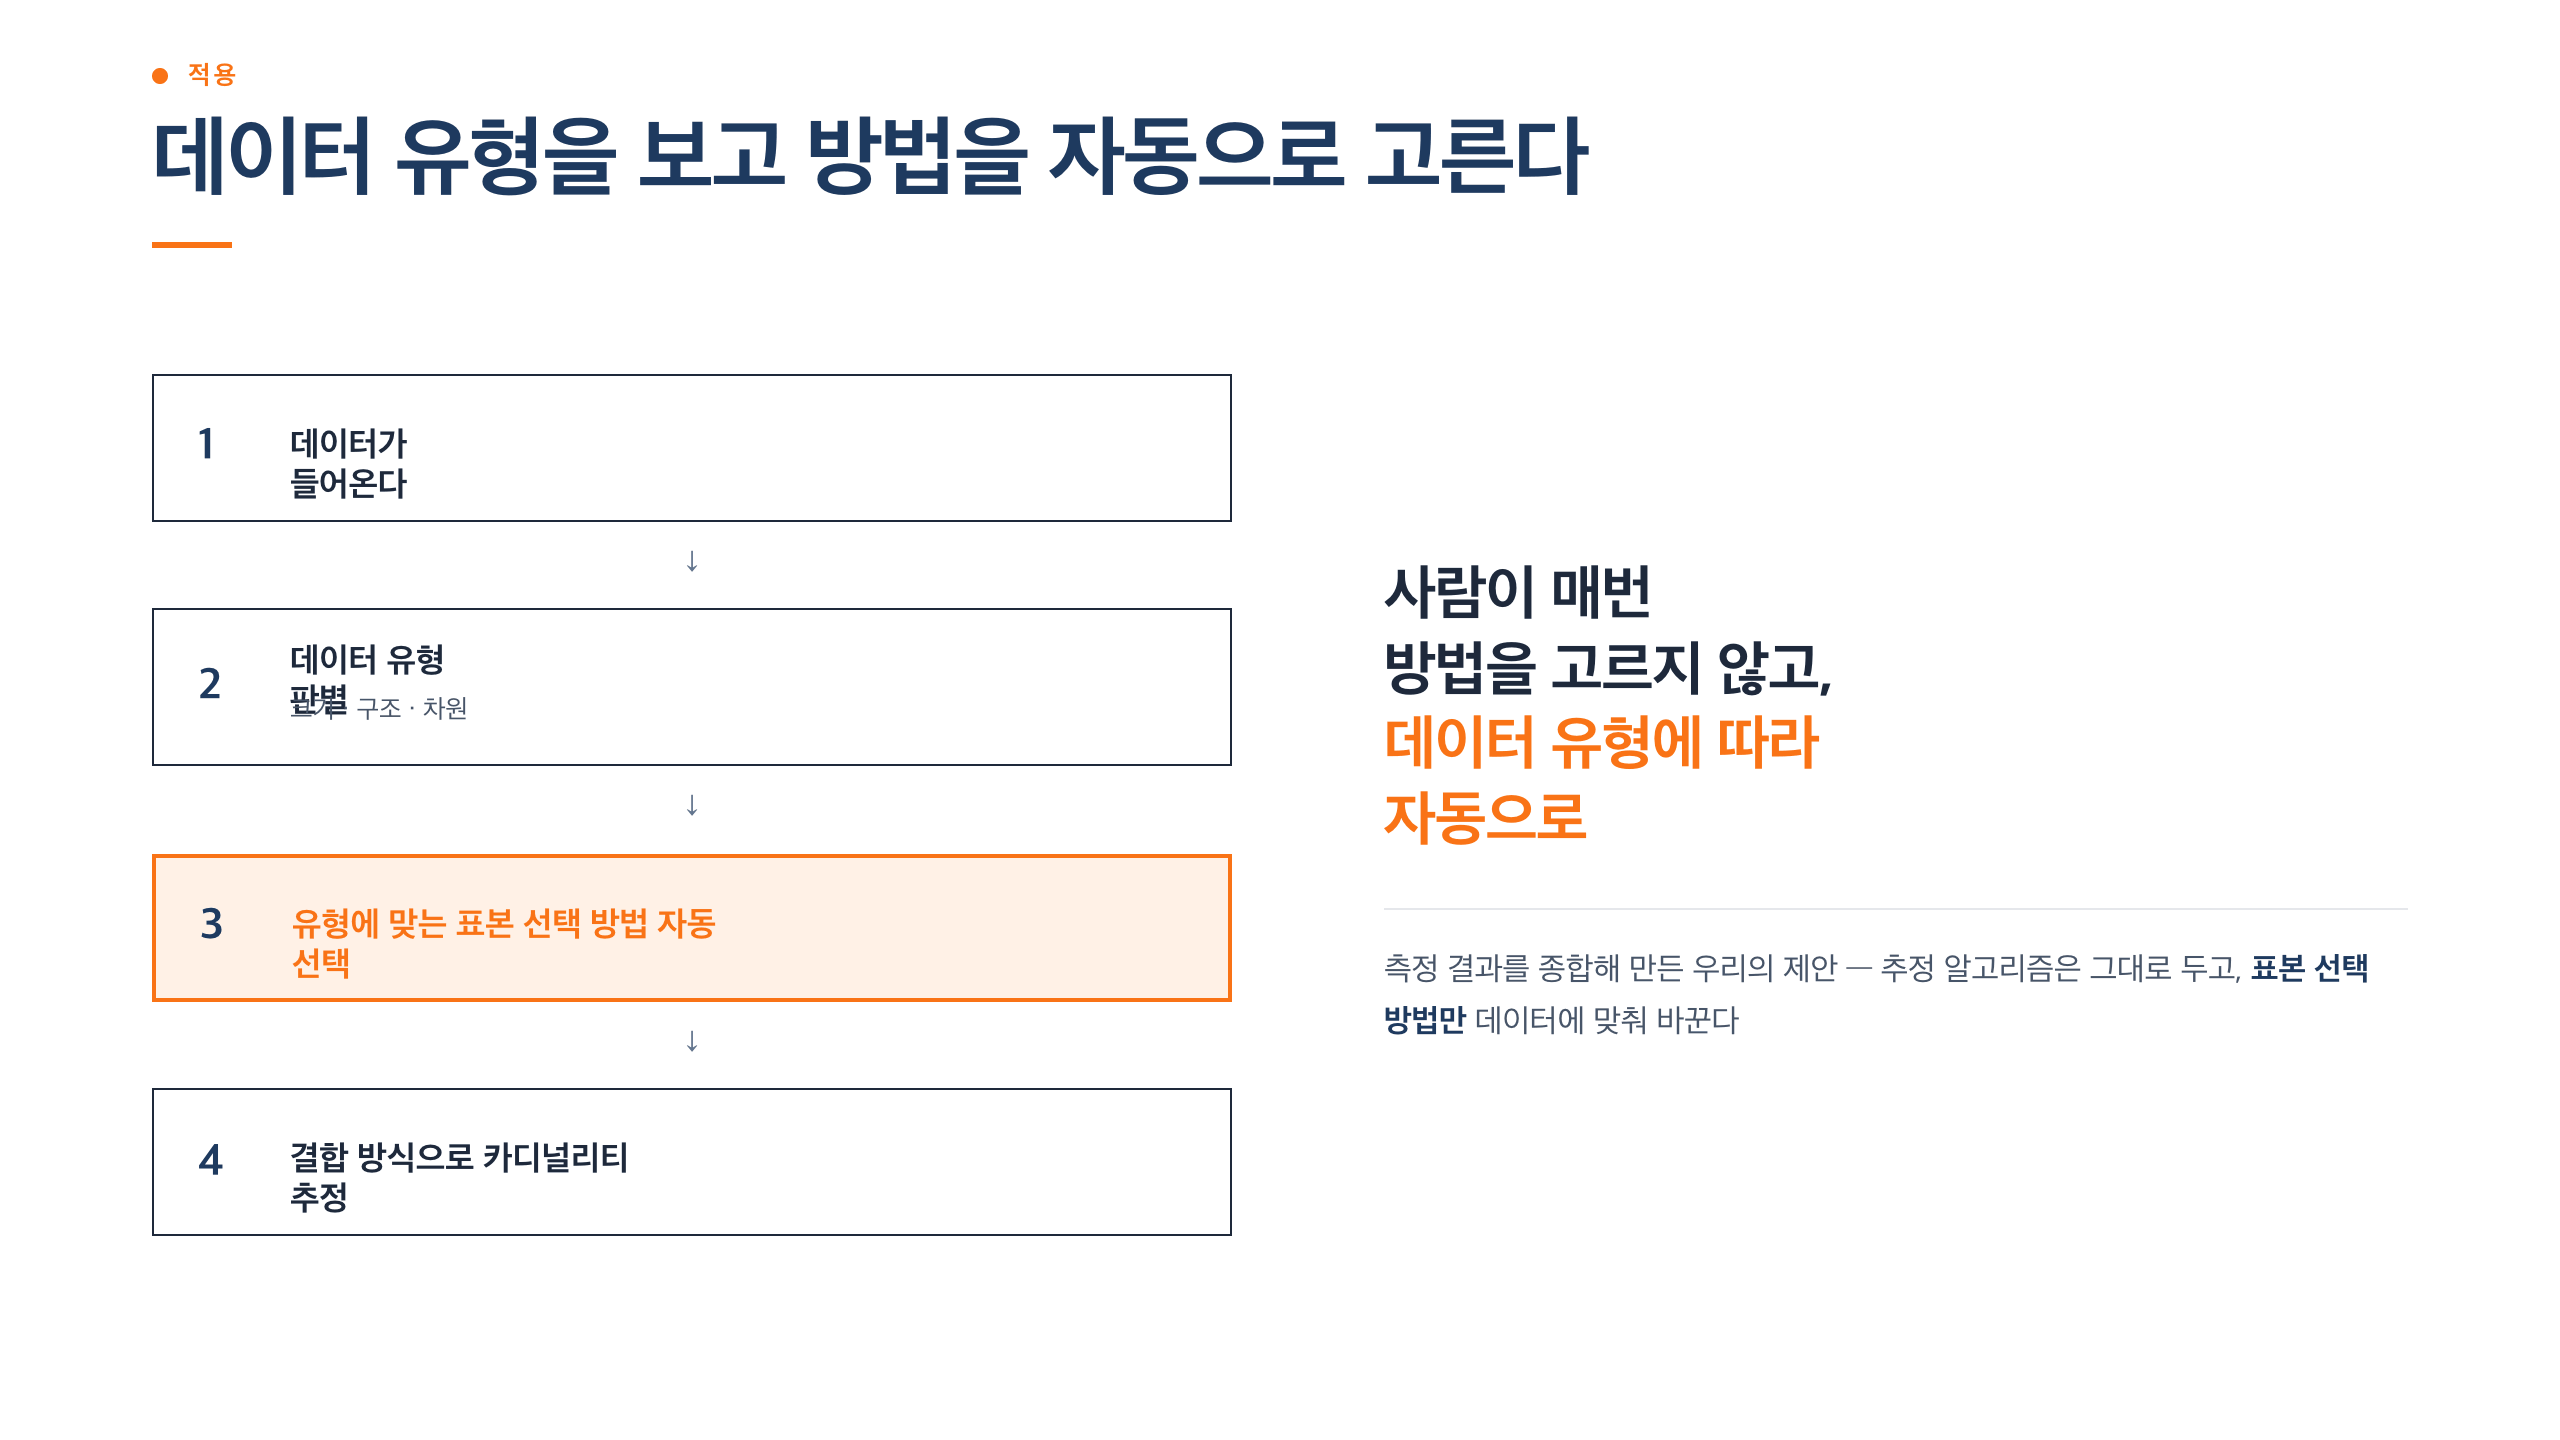 적용
데이터 유형을 보고 방법을 자동으로 고른다
1
데이터가
들어온다
↓
2
데이터 유형
판별
구조 · 차원
↓
3
유형에 맞는 표본 선택 방법 자동
선택
↓
4
결합 방식으로 카디널리티
추정
사람이 매번
방법을 고르지 않고,
데이터 유형에 따라
자동으로
측정 결과를 종합해 만든 우리의 제안 — 추정 알고리즘은 그대로 두고, 표본 선택
방법만 데이터에 맞춰 바꾼다